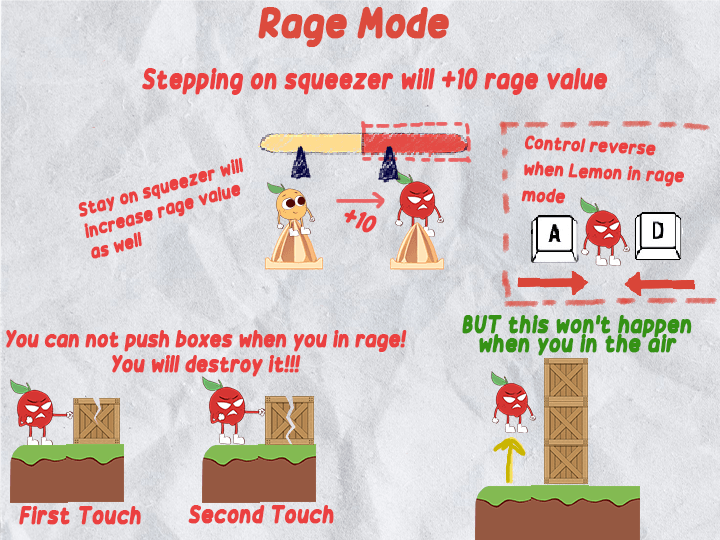 Rage Mode
Stepping on squeezer will +10 rage value
Stay on squeezer will
increase rage value
as well
+10
Control reverse
when Lemon in rage
mode
A
D
You can not push boxes when you in rage!
You will destroy it!!!
BUT this won't happen
when you in the air
First Touch
Second Touch